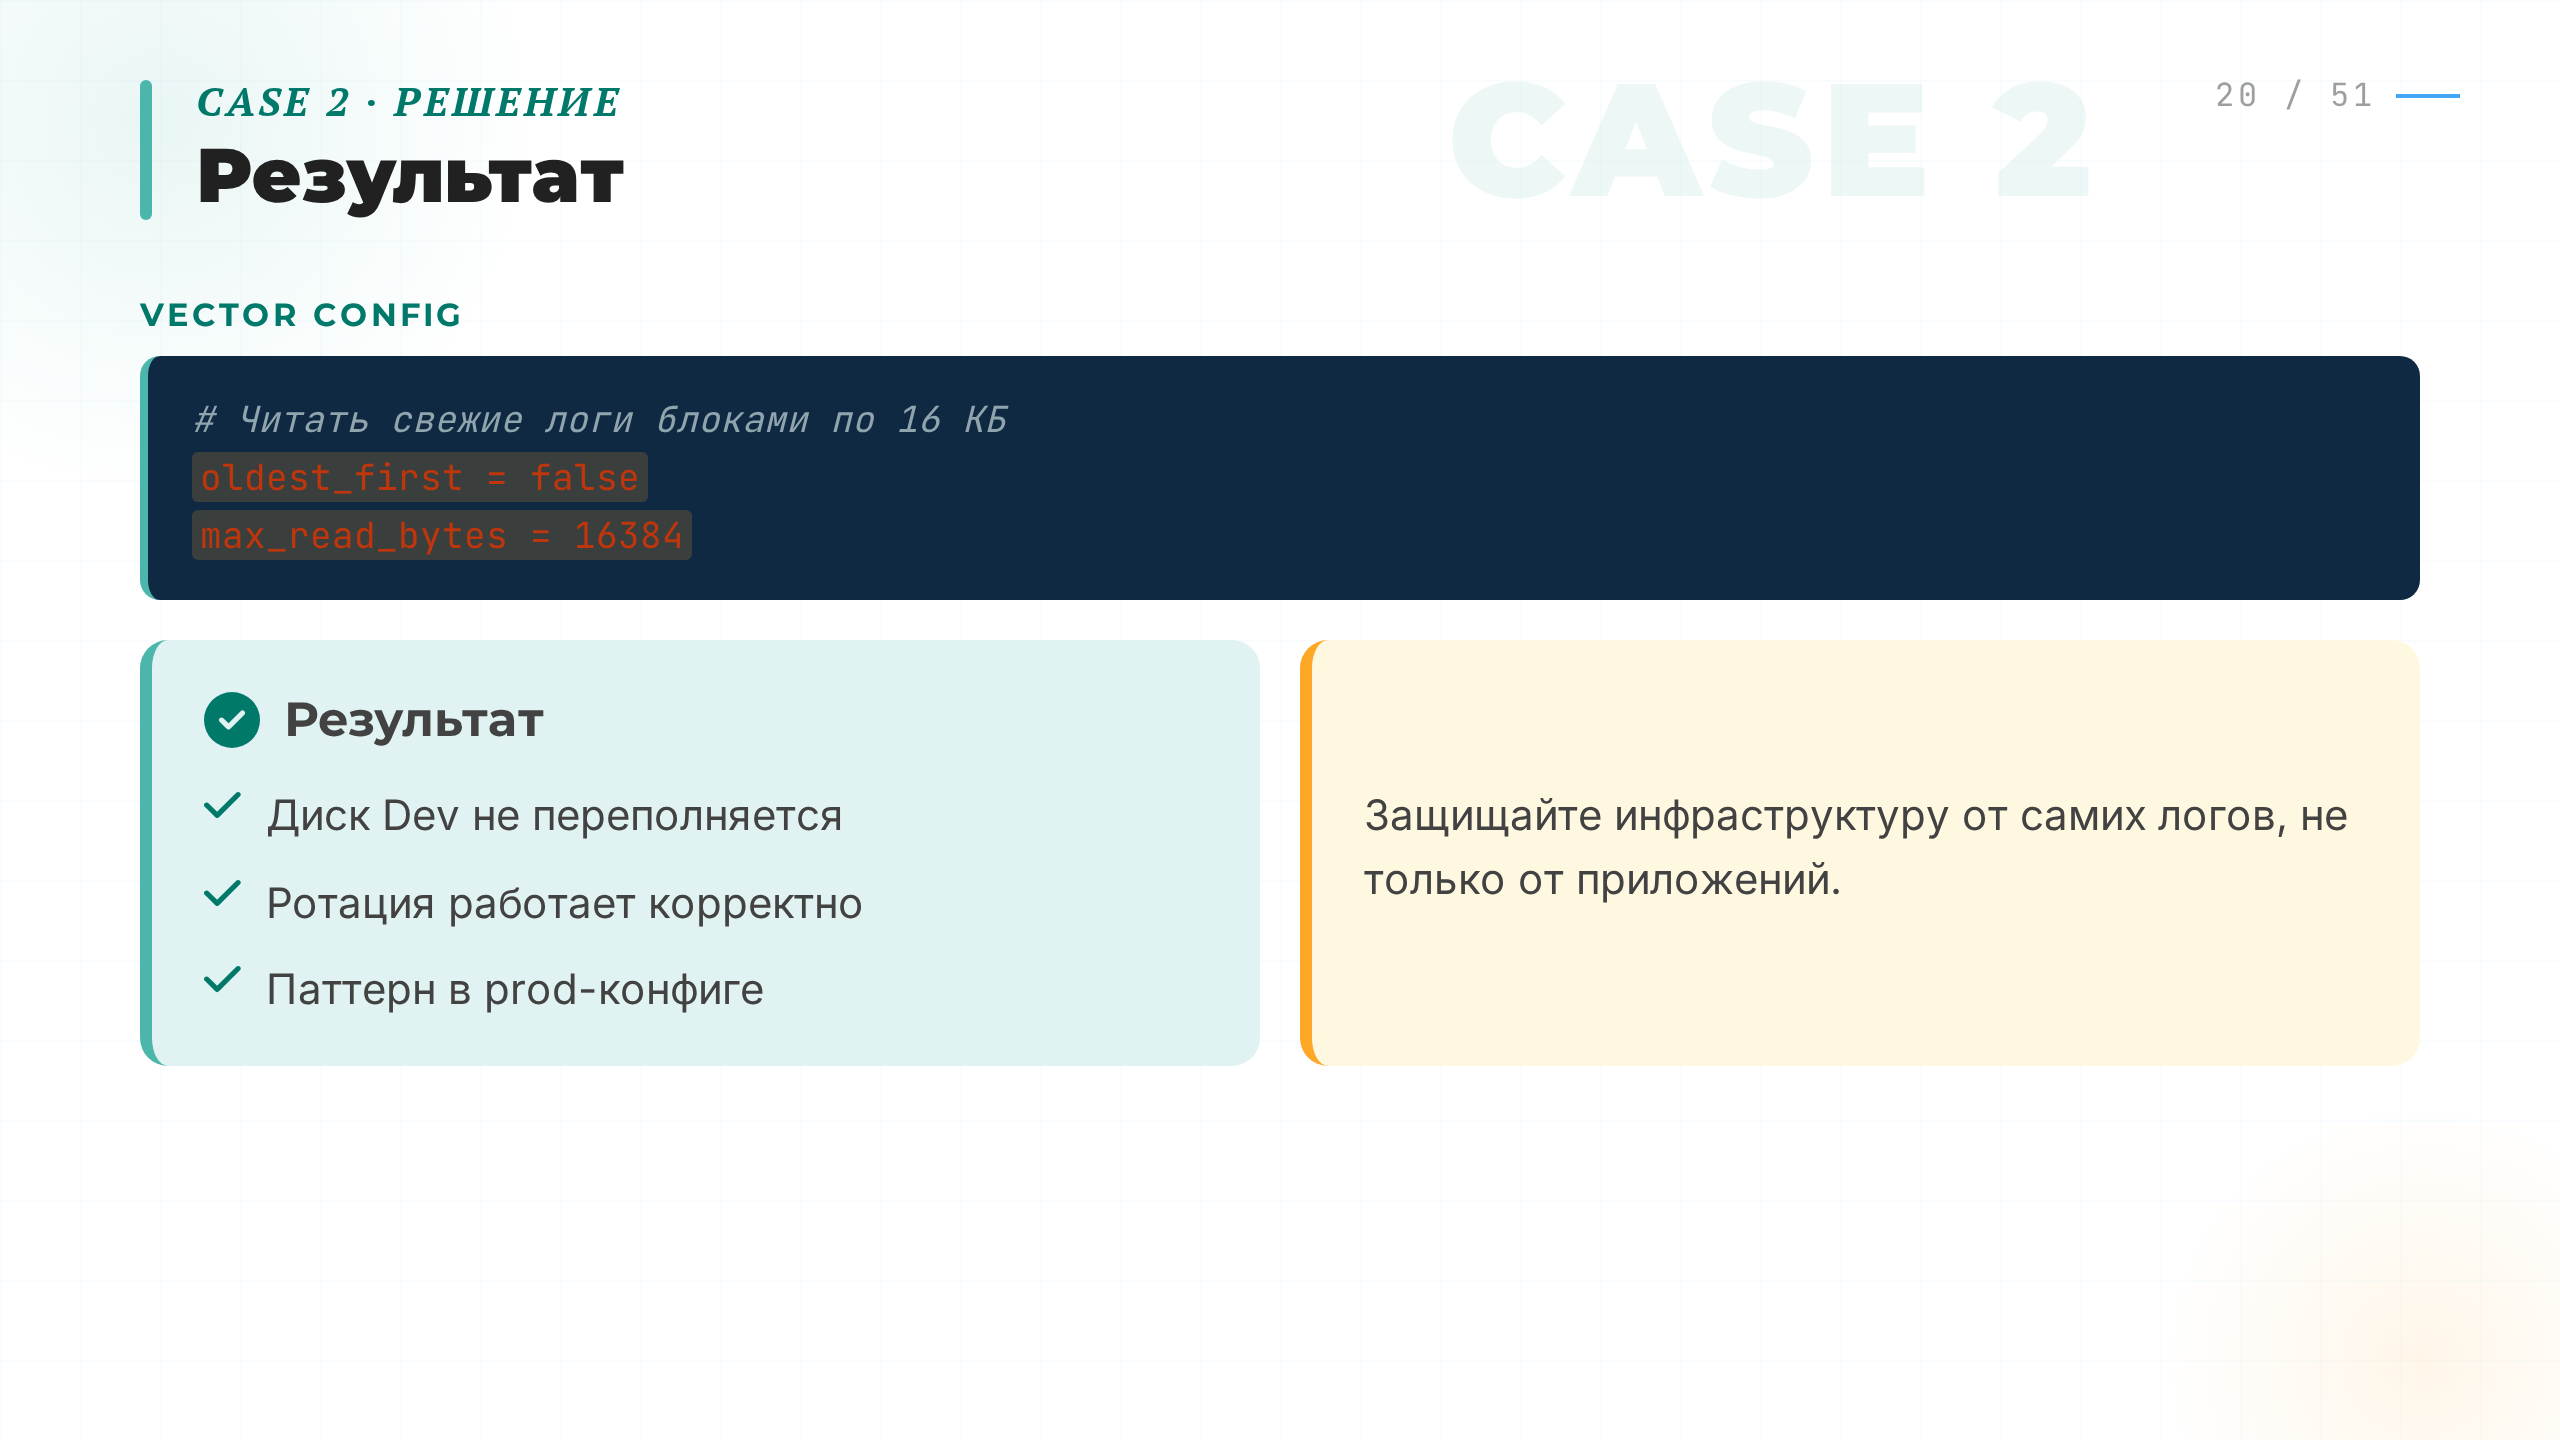 CASE 2 · РЕШЕНИЕ
Результат
CASE 2
20 / 51
VECTOR CONFIG
# Читать свежие логи блоками по 16 КБ
oldest_first = false
max_read_bytes = 16384
Результат
Диск Dev не переполняется
Ротация работает корректно
Паттерн в prod-конфиге
Защищайте инфраструктуру от самих логов, не
только от приложений.